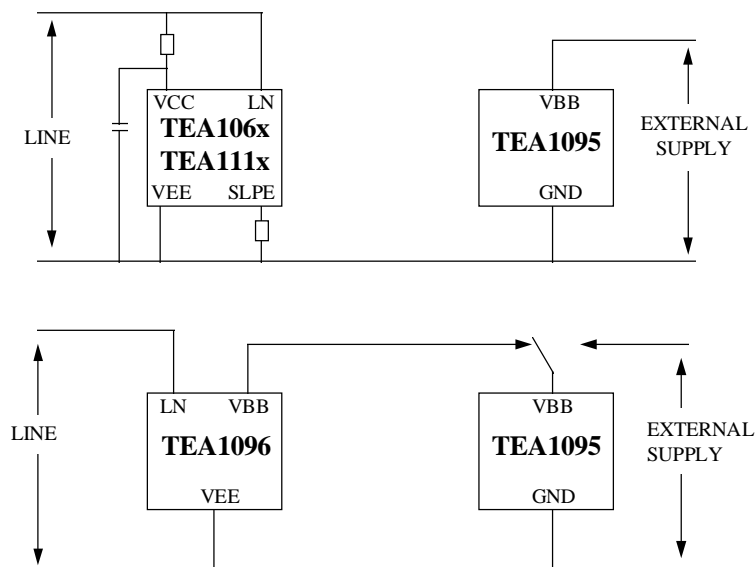 VCC LN
VBB
LINE
TEA106x
TEA111x
TEA1095
EXTERNAL
SUPPLY
VEE SLPE
GND
LN VBB
VBB
LINE
TEA1096
TEA1095
EXTERNAL
SUPPLY
VEE
GND